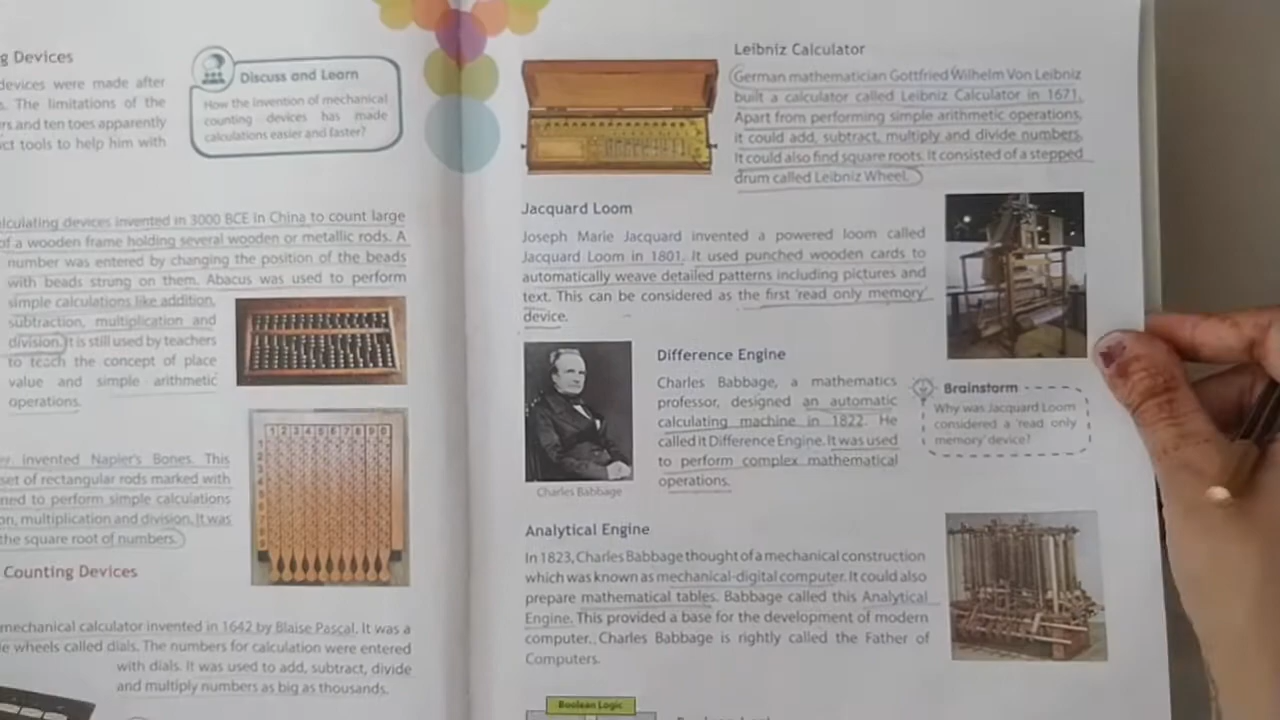 g Devices
devices were made after
s. The limitations of the
rs and ten toes apparently
ct tools to help him with
Discuss and Learn
How the invention of mechanical
counting devices has made
calculations easier and faster?
lculating devices invented in 3000 BCE in China to count large
of a wooden frame holding several wooden or metallic rods. A
number was entered by changing the position of the beads
with beads strung on them. Abacus was used to perform
simple calculations like addition,
subtraction, multiplication and
division. It is still used by teachers
to teach the concept of place
value and simple arithmetic
operations.
invented Napier's Bones. This
set of rectangular rods marked with
ned to perform simple calculations
on, multiplication and division. It was
the square root of numbers.
1 2 3 4 5 6 7 8 9 0
Counting Devices
mechanical calculator invented in 1642 by Blaise Pascal. It was a
le wheels called dials. The numbers for calculation were entered
with dials. It was used to add, subtract, divide
and multiply numbers as big as thousands.
Leibniz Calculator
German mathematician Gottfried Wilhelm Von Leibniz
built a calculator called Leibniz Calculator in 1671.
Apart from performing simple arithmetic operations,
it could add, subtract, multiply and divide numbers.
It could also find square roots. It consisted of a stepped
drum called Leibniz Wheel.
Jacquard Loom
Joseph Marie Jacquard invented a powered loom called
Jacquard Loom in 1801. It used punched wooden cards to
automatically weave detailed patterns including pictures and
text. This can be considered as the first 'read only memory'
device.
Difference Engine
Charles Babbage, a mathematics
professor, designed an automatic
calculating machine in 1822. He
called it Difference Engine. It was used
to perform complex mathematical
operations.
Charles Babbage
Brainstorm
Why was Jacquard Loom
considered a 'read only
memory' device?
Analytical Engine
In 1823, Charles Babbage thought of a mechanical construction
which was known as mechanical-digital computer. It could also
prepare mathematical tables. Babbage called this Analytical
Engine. This provided a base for the development of modern
computer. Charles Babbage is rightly called the Father of
Computers.
Boolean Logic